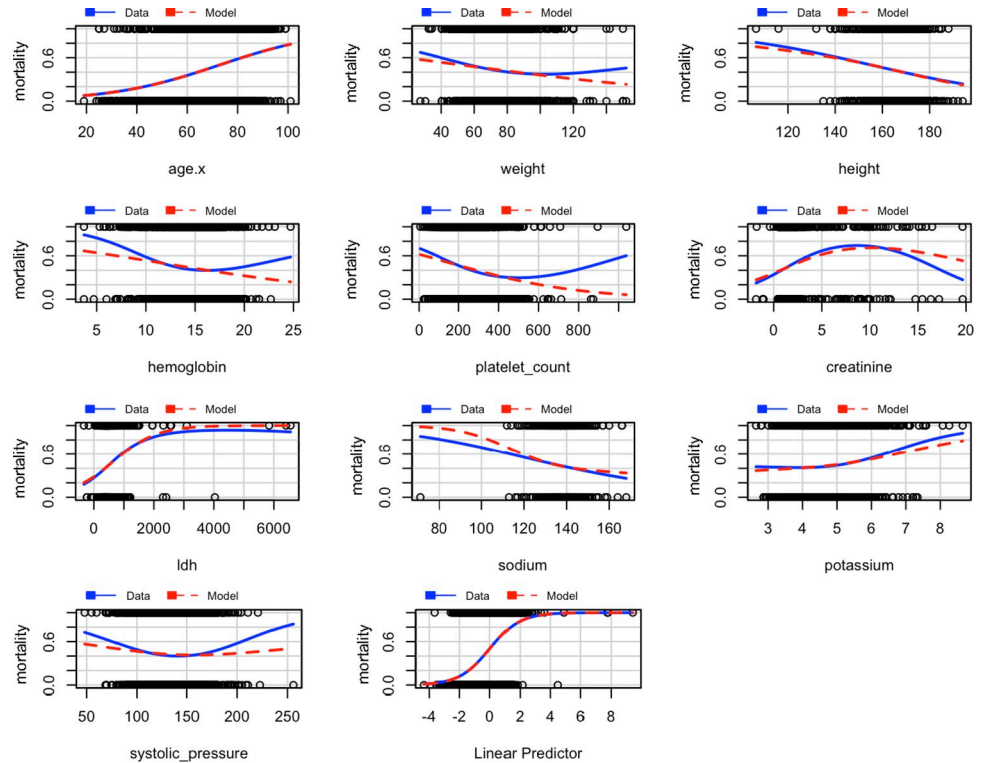 Data Model
mortality
0.0 0.6
20 40 60 80 100
age.x
Data Model
mortality
0.0 0.6
40 60 80 120
weight
Data Model
mortality
0.0 0.6
120 140 160 180
height
Data Model
mortality
0.0 0.6
5 10 15 20 25
hemoglobin
Data Model
mortality
0.0 0.6
0 200 400 600 800
platelet_count
Data Model
mortality
0.0 0.6
0 5 10 15 20
creatinine
Data Model
mortality
0.0 0.6
0 2000 4000 6000
ldh
Data Model
mortality
0.0 0.6
80 100 120 140 160
sodium
Data Model
mortality
0.0 0.6
3 4 5 6 7 8
potassium
Data Model
mortality
0.0 0.6
50 100 150 200 250
systolic_pressure
Data Model
mortality
0.0 0.6
-4 -2 0 2 4 6 8
Linear Predictor